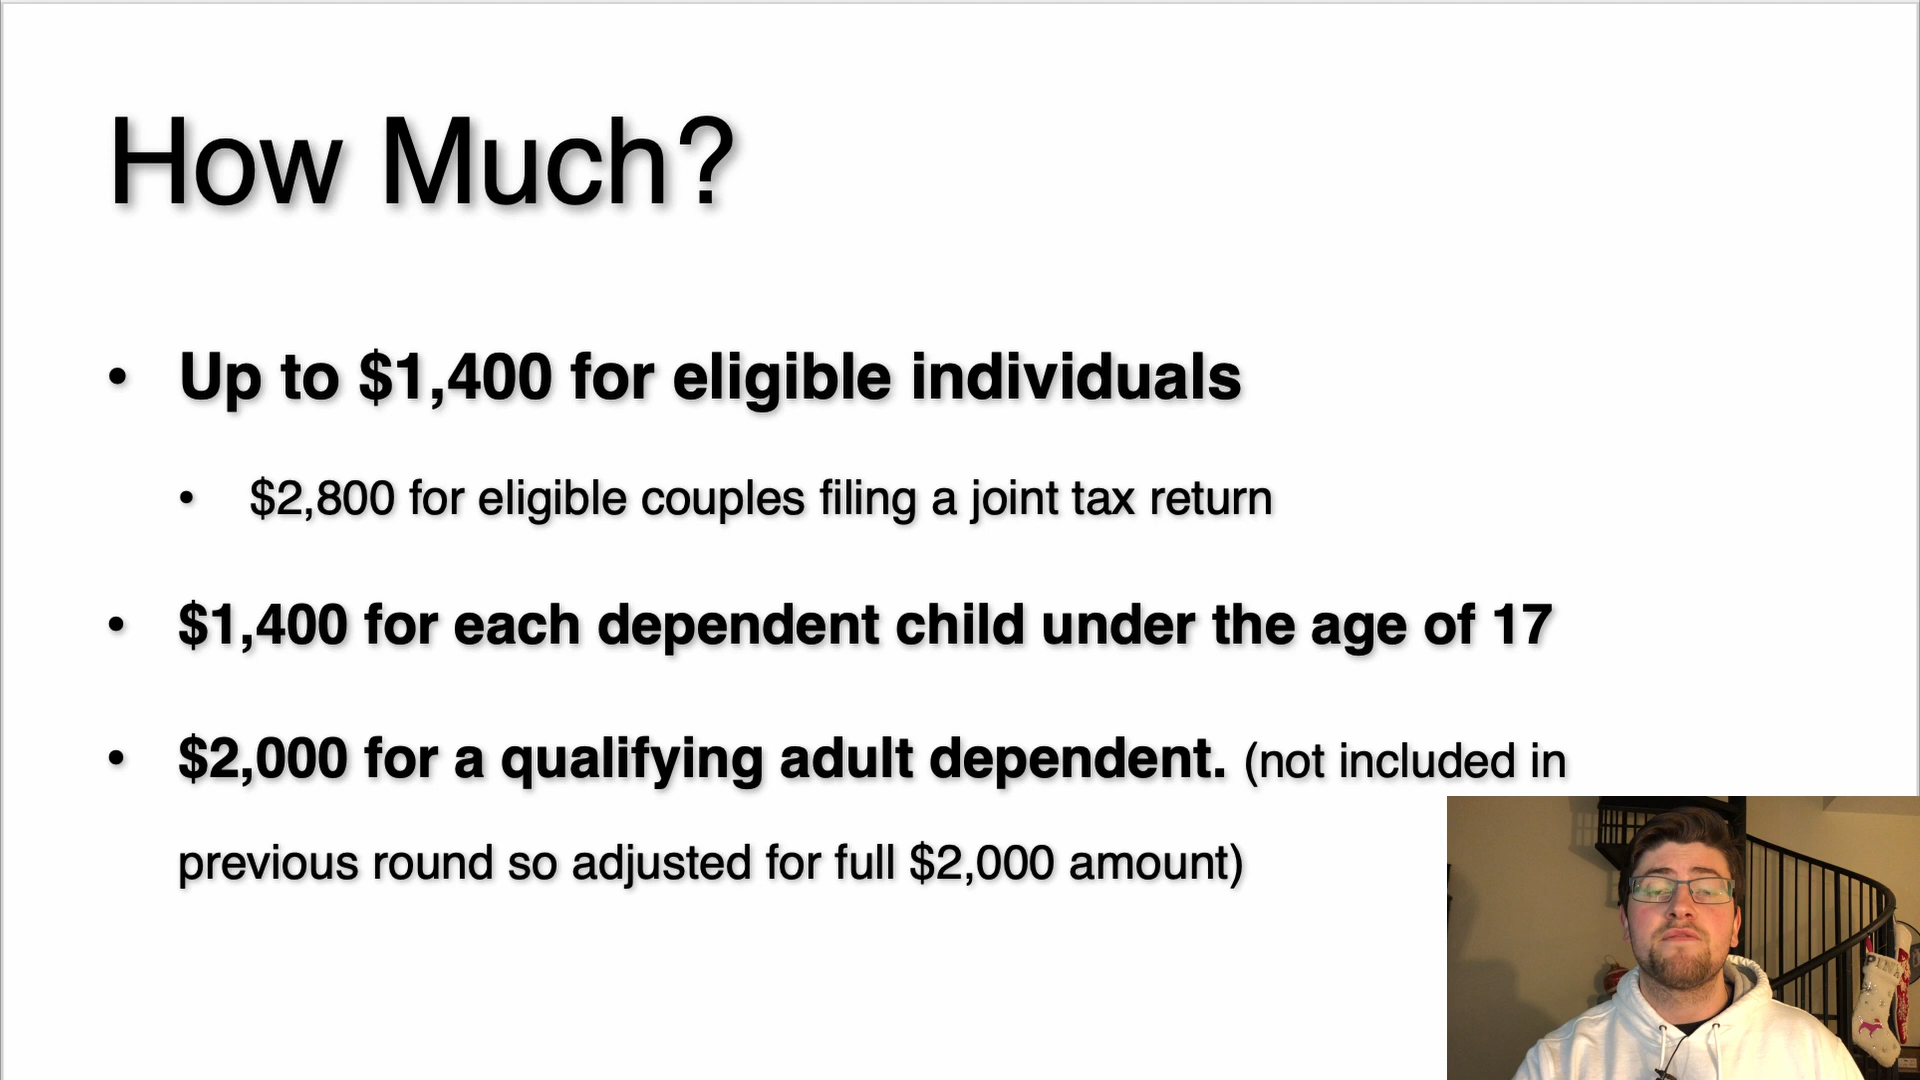 How Much?
• Up to $1,400 for eligible individuals
• $2,800 for eligible couples filing a joint tax return
• $1,400 for each dependent child under the age of 17
• $2,000 for a qualifying adult dependent. (not included in
previous round so adjusted for full $2,000 amount)